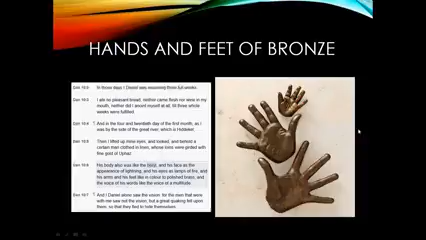 HANDS AND FEET OF BRONZE
Dan 10:2 In those days I Daniel was mourning three full weeks.
Dan 10:3 I ate no pleasant bread, neither came flesh nor wine in my
mouth, neither did I anoint myself at all, till three whole
weeks were fulfilled.
Dan 10:4 And in the four and twentieth day of the first month, as I
was by the side of the great river, which is Hiddekel;
Dan 10:5 Then I lifted up mine eyes, and looked, and behold a
certain man clothed in linen, whose loins were girded with
fine gold of Uphaz:
Dan 10:6 His body also was like the beryl, and his face as the
appearance of lightning, and his eyes as lamps of fire, and
his arms and his feet like in colour to polished brass, and
the voice of his words like the voice of a multitude.
Dan 10:7 And I Daniel alone saw the vision: for the men that were
with me saw not the vision; but a great quaking fell upon
them, so that they fled to hide themselves.